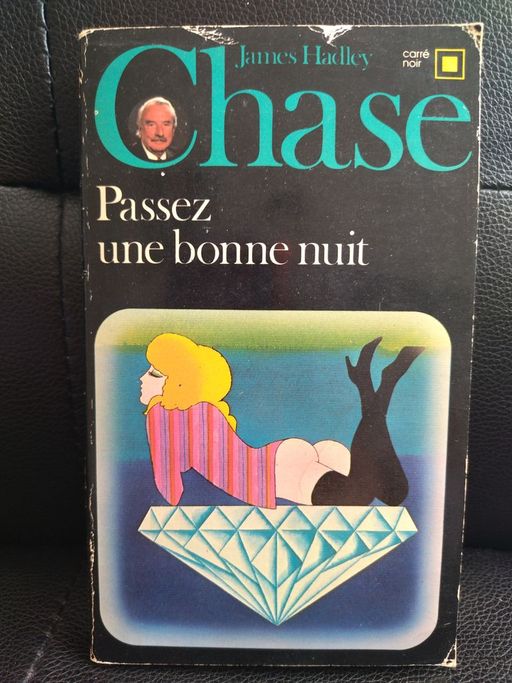 James Hadley
Chase
carré
noir
Passez
une bonne nuit